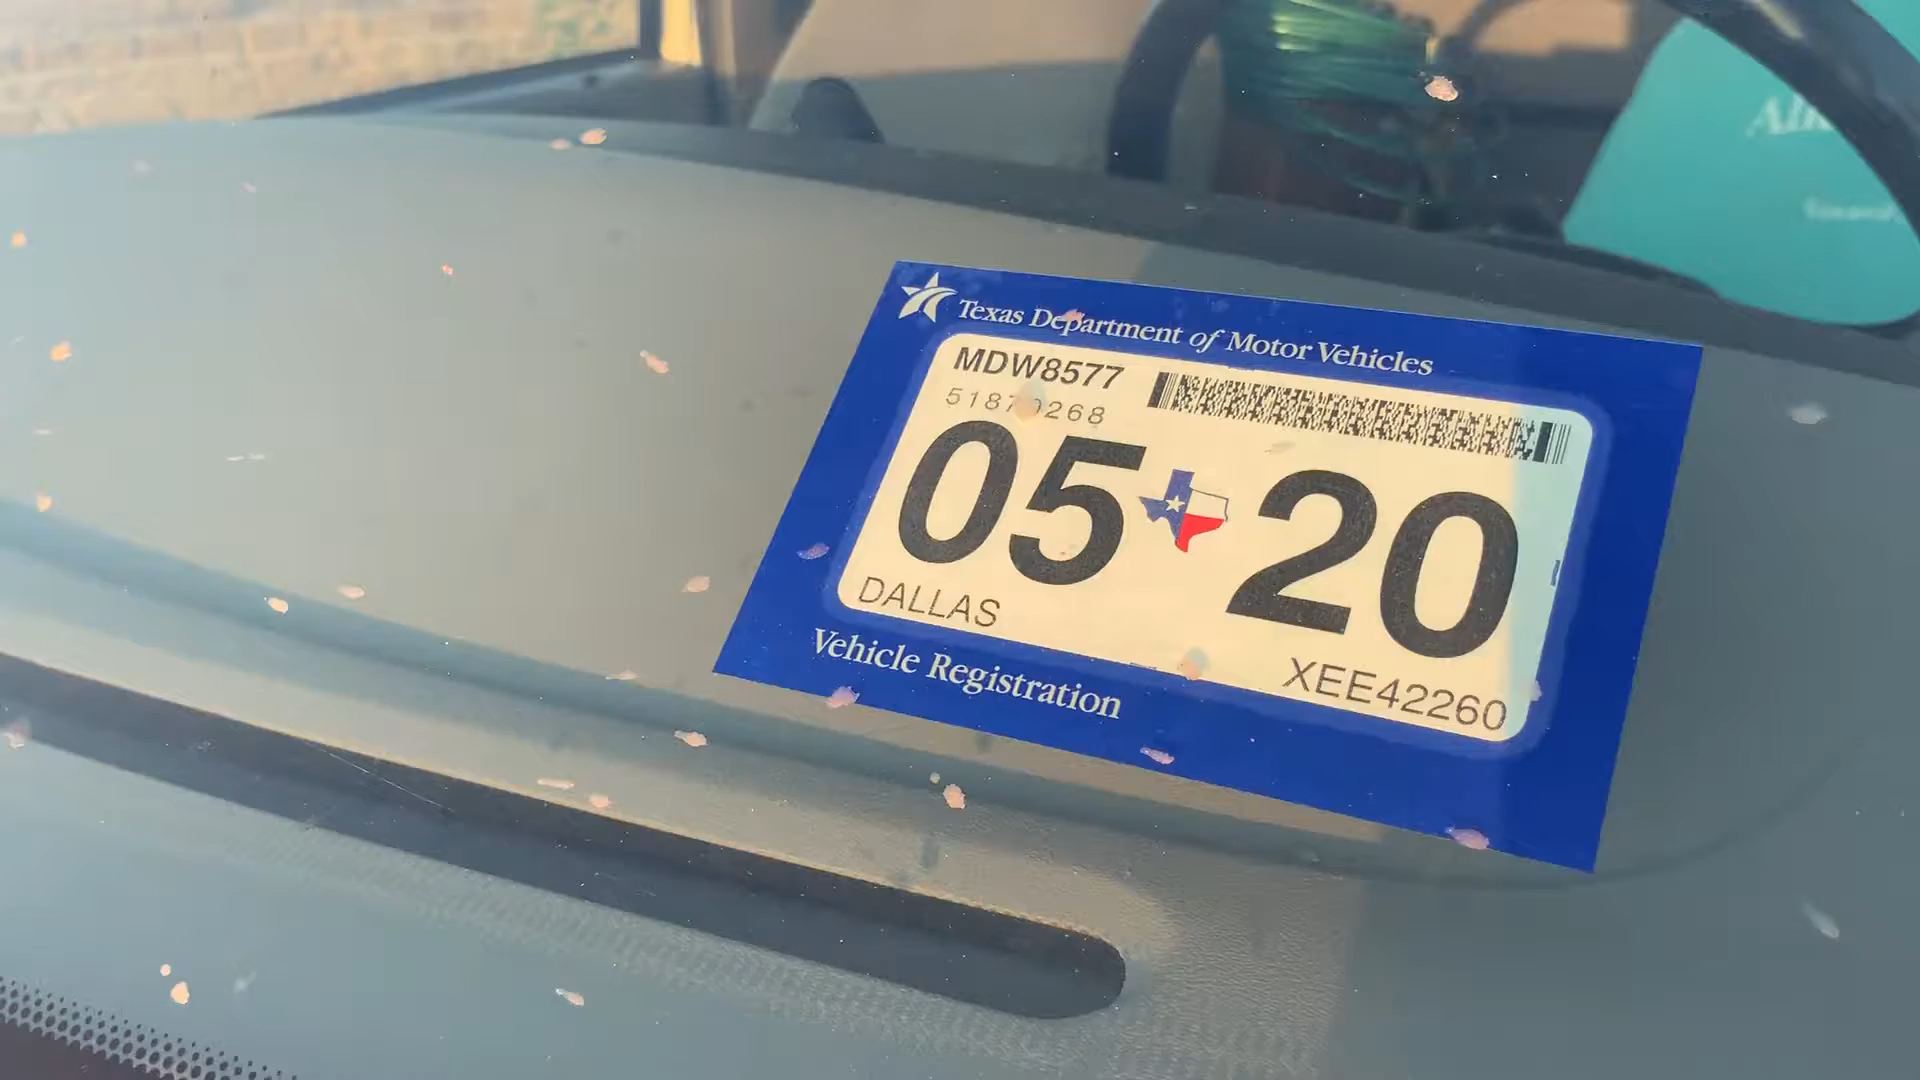 Texas Department of Motor Vehicles
MDW8577
05 20
DALLAS
XEE42260
Vehicle Registration